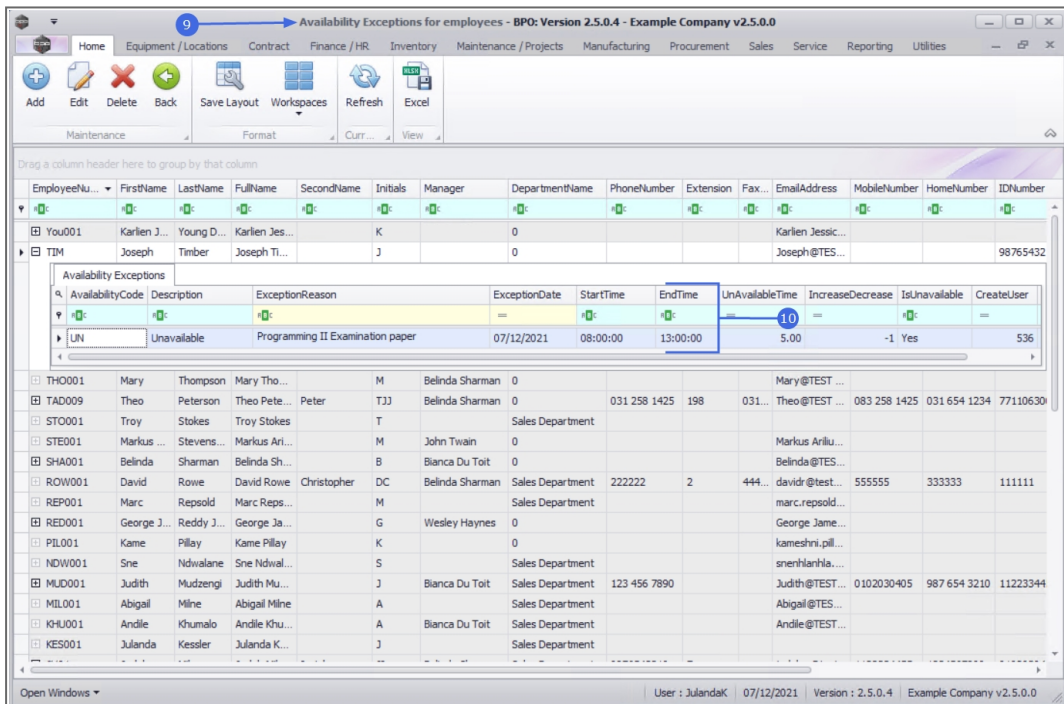 9
Availability Exceptions for employees - BPO: Version 2.5.0.4 - Example Company v2.5.0.0
Home Equipment / Locations Contract Finance / HR Inventory Maintenance / Projects Manufacturing Procurement Sales Service Reporting Utilities
Add Edit Delete Back Save Layout Workspaces Refresh Excel
Maintenance Format Curr... View
Drag a column header here to group by that column
EmployeeNu... FirstName LastName FullName SecondName Initials Manager DepartmentName PhoneNumber Extension Fax... EmailAddress MobileNumber HomeNumber IDNumber
You001 Karlien J... Young D... Karlien Jes... K 0 Karlien Jessic...
TIM Joseph Timber Joseph Ti... J 0 Joseph@TES... 98765432
Availability Exceptions
AvailabilityCode Description ExceptionReason ExceptionDate StartTime EndTime UnAvailableTime IncreaseDecrease IsUnavailable CreateUser
= = = =
10
UN Unavailable Programming II Examination paper 07/12/2021 08:00:00 13:00:00 5.00 -1 Yes 536
THO001 Mary Thompson Mary Tho... M Belinda Sharman 0 Mary@TEST ...
TAD009 Theo Peterson Theo Pete... Peter TJJ Belinda Sharman 0 031 258 1425 198 031... Theo@TEST ... 083 258 1425 031 654 1234 771106300
STO001 Troy Stokes Troy Stokes T Sales Department
STE001 Markus ... Stevens... Markus Ari... M John Twain 0 Markus Ariliu...
SHA001 Belinda Sharman Belinda Sh... B Bianca Du Toit 0 Belinda@TES...
ROW001 David Rowe David Rowe Christopher DC Belinda Sharman Sales Department 222222 2 444... davidr@test... 555555 333333 111111
REP001 Marc Repsold Marc Reps... M Sales Department marc.repsold...
RED001 George J... Reddy J... George Ja... G Wesley Haynes 0 George Jame...
PIL001 Kame Pillay Kame Pillay K 0 kameshni.pill...
NDW001 Sne Ndwalane Sne Ndwal... S Sales Department snenhlanhla....
MUD001 Judith Mudzengi Judith Mu... J Bianca Du Toit Sales Department 123 456 7890 Judith@TEST... 0102030405 987 654 3210 11223344
MIL001 Abigail Milne Abigail Milne A Sales Department Abigail@TES...
KHU001 Andile Khumalo Andile Khu... A Bianca Du Toit Sales Department Andile@TEST...
KES001 Julanda Kessler Julanda K... J Sales Department
Open Windows User : JulandaK 07/12/2021 Version : 2.5.0.4 Example Company v2.5.0.0